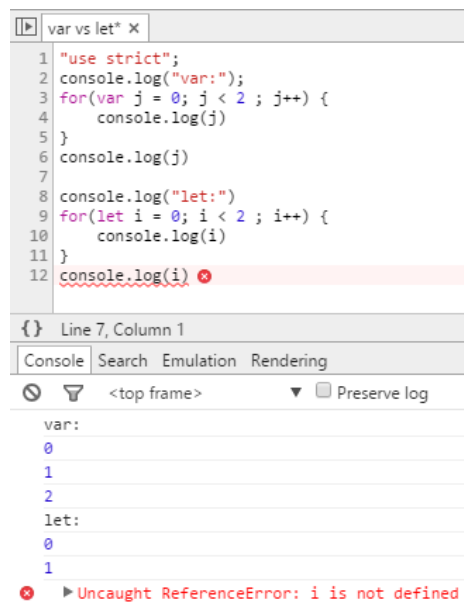 var vs let* ×
1 "use strict";
2 console.log("var:");
3 for(var j = 0; j < 2 ; j++) {
4     console.log(j)
5 }
6 console.log(j)
7
8 console.log("let:")
9 for(let i = 0; i < 2 ; i++) {
10     console.log(i)
11 }
12 console.log(i)
{} Line 7, Column 1
Console Search Emulation Rendering
<top frame> ▼ Preserve log
var:
0
1
2
let:
0
1
▶Uncaught ReferenceError: i is not defined